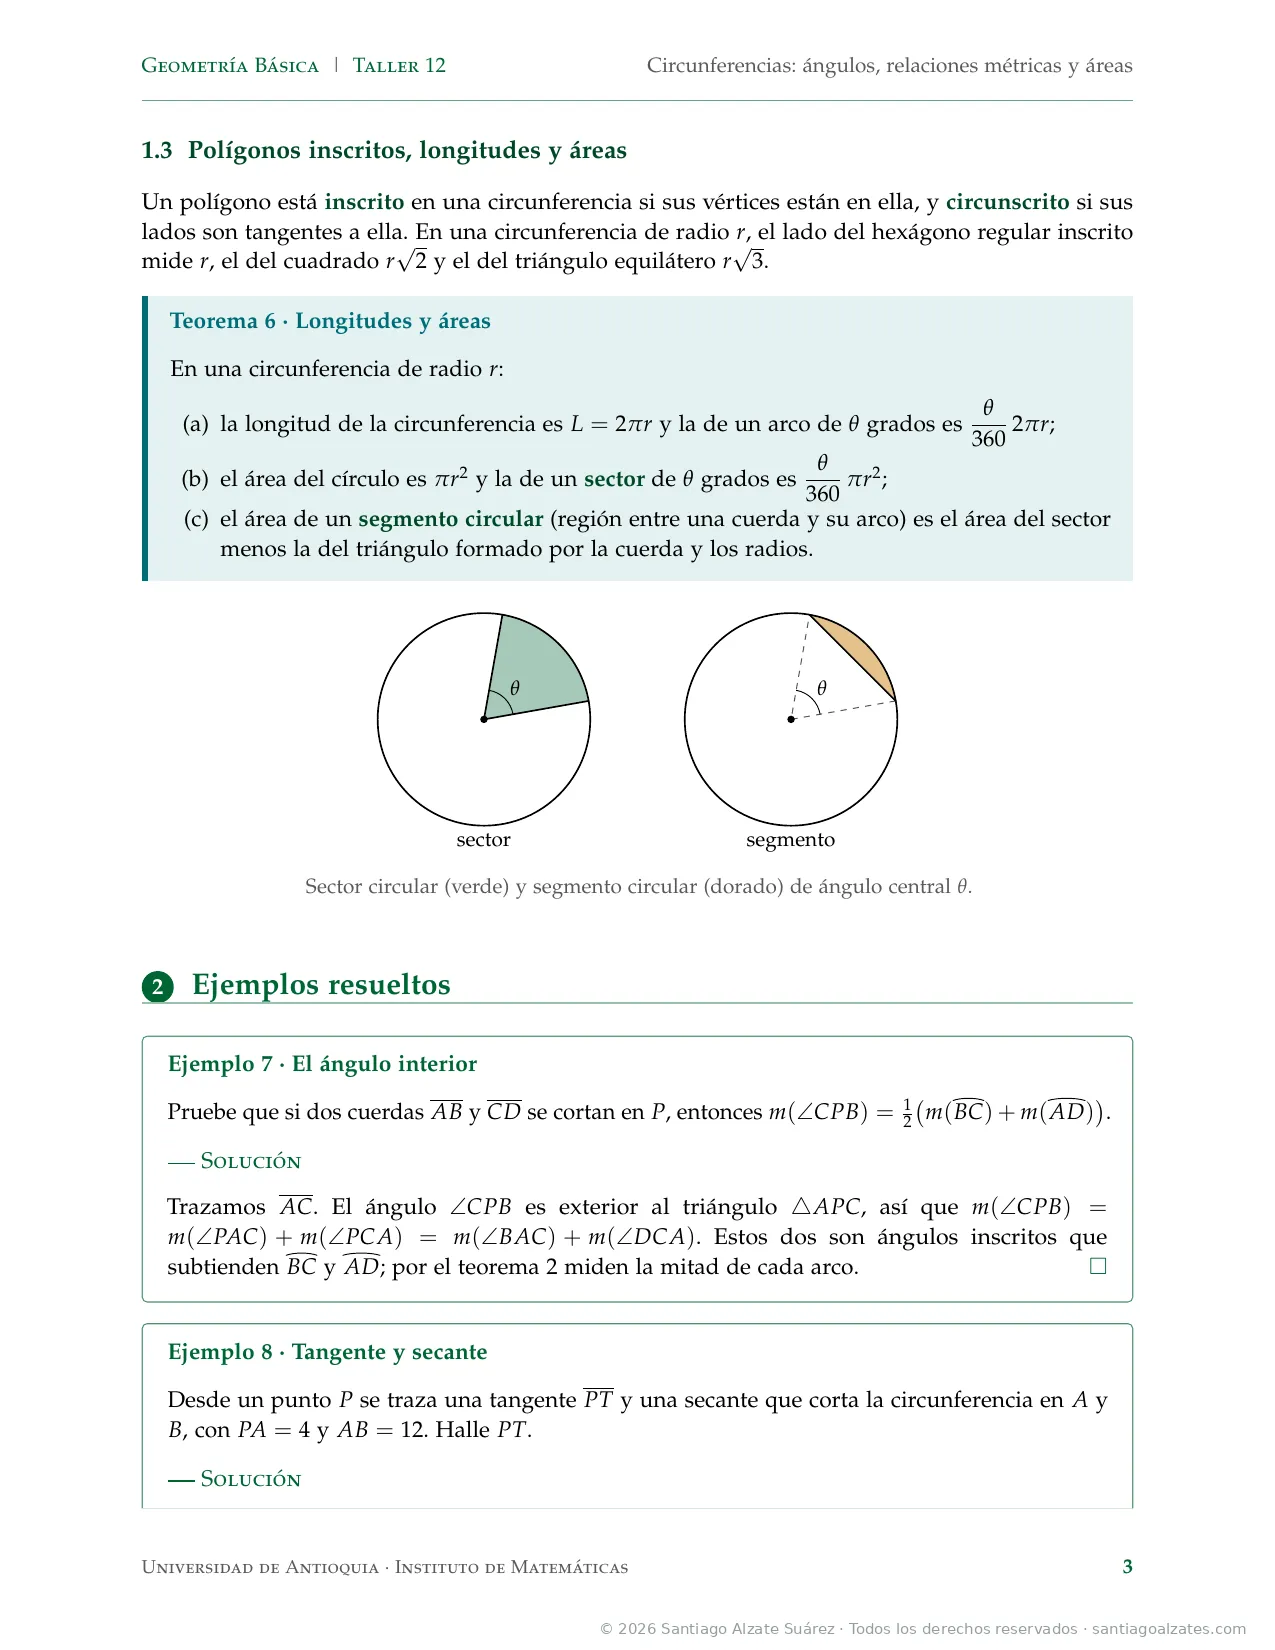 GEOMETRÍA BÁSICA | TALLER 12
Circunferencias: ángulos, relaciones métricas y áreas
1.3 Polígonos inscritos, longitudes y áreas
Un polígono está inscrito en una circunferencia si sus vértices están en ella, y circunscrito si sus
lados son tangentes a ella. En una circunferencia de radio r, el lado del hexágono regular inscrito
mide r, el del cuadrado r√2 y el del triángulo equilátero r√3.
Teorema 6 · Longitudes y áreas
En una circunferencia de radio r:
(a) la longitud de la circunferencia es L = 2πr y la de un arco de θ grados es θ/360 2πr;
(b) el área del círculo es πr² y la de un sector de θ grados es θ/360 πr²;
(c) el área de un segmento circular (región entre una cuerda y su arco) es el área del sector
menos la del triángulo formado por la cuerda y los radios.
θ
θ
sector
segmento
Sector circular (verde) y segmento circular (dorado) de ángulo central θ.
2 Ejemplos resueltos
Ejemplo 7 · El ángulo interior
Pruebe que si dos cuerdas A̅B̅ y C̅D̅ se cortan en P, entonces m(∠CPB) = ½(m(B͡C) + m(A͡D)).
— SOLUCIÓN
Trazamos A̅C̅. El ángulo ∠CPB es exterior al triángulo △APC, así que m(∠CPB) =
m(∠PAC) + m(∠PCA) = m(∠BAC) + m(∠DCA). Estos dos son ángulos inscritos que
subtienden B͡C y A͡D; por el teorema 2 miden la mitad de cada arco. □
Ejemplo 8 · Tangente y secante
Desde un punto P se traza una tangente P̅T̅ y una secante que corta la circunferencia en A y
B, con PA = 4 y AB = 12. Halle PT.
— SOLUCIÓN
UNIVERSIDAD DE ANTIOQUIA · INSTITUTO DE MATEMÁTICAS
3
© 2026 Santiago Alzate Suárez · Todos los derechos reservados · santiagoalzates.com